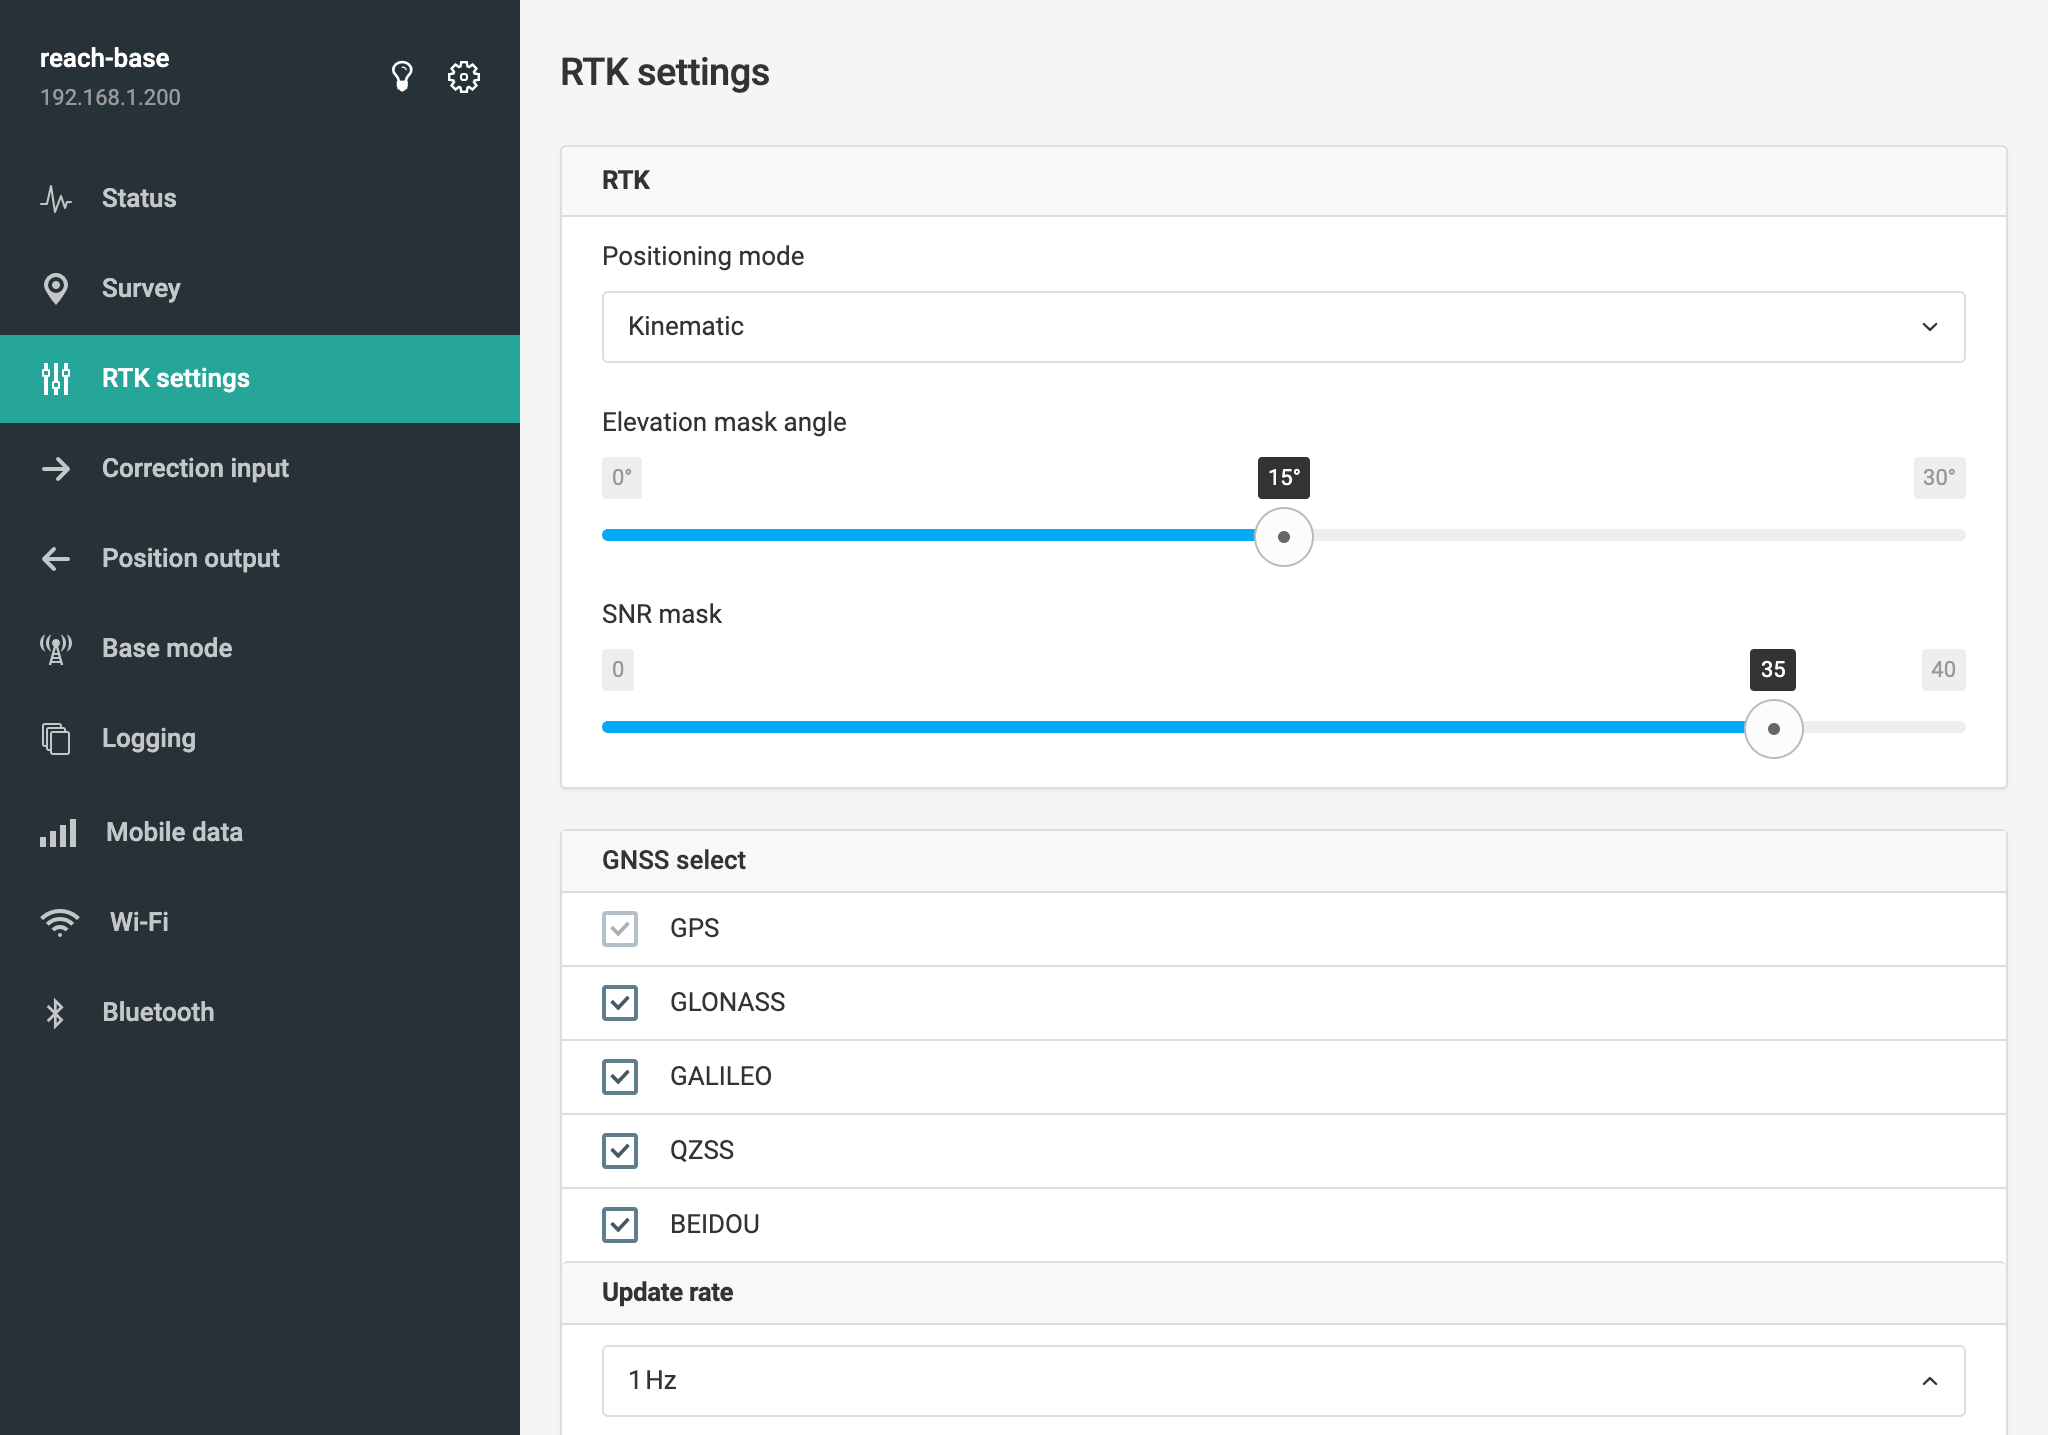 reach-base
192.168.1.200
Status
Survey
RTK settings
Correction input
Position output
Base mode
Logging
Mobile data
Wi-Fi
Bluetooth
RTK settings
RTK
Positioning mode
Kinematic
Elevation mask angle
0° 15° 30°
SNR mask
0 35 40
GNSS select
GPS
GLONASS
GALILEO
QZSS
BEIDOU
Update rate
1 Hz